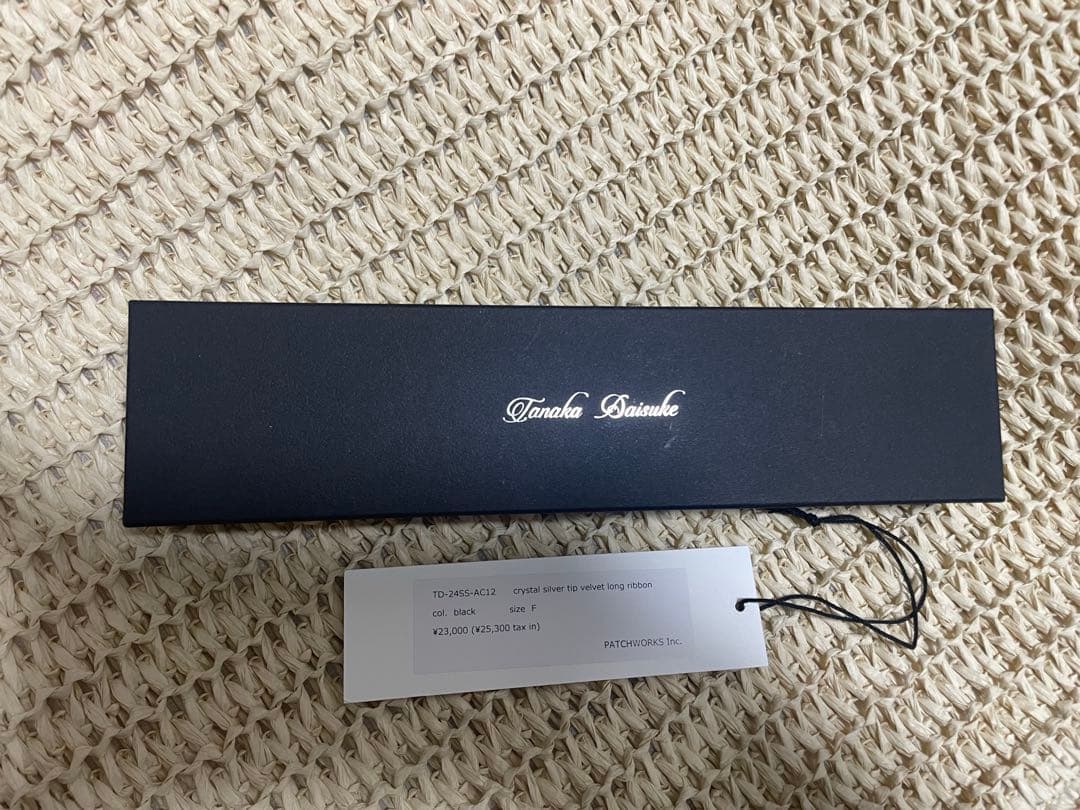 Tanaka Daisuke
TD-24SS-AC12 crystal silver tip velvet long ribbon
col. black size F
¥23,000 (¥25,300 tax in)
PATCHWORKS Inc.